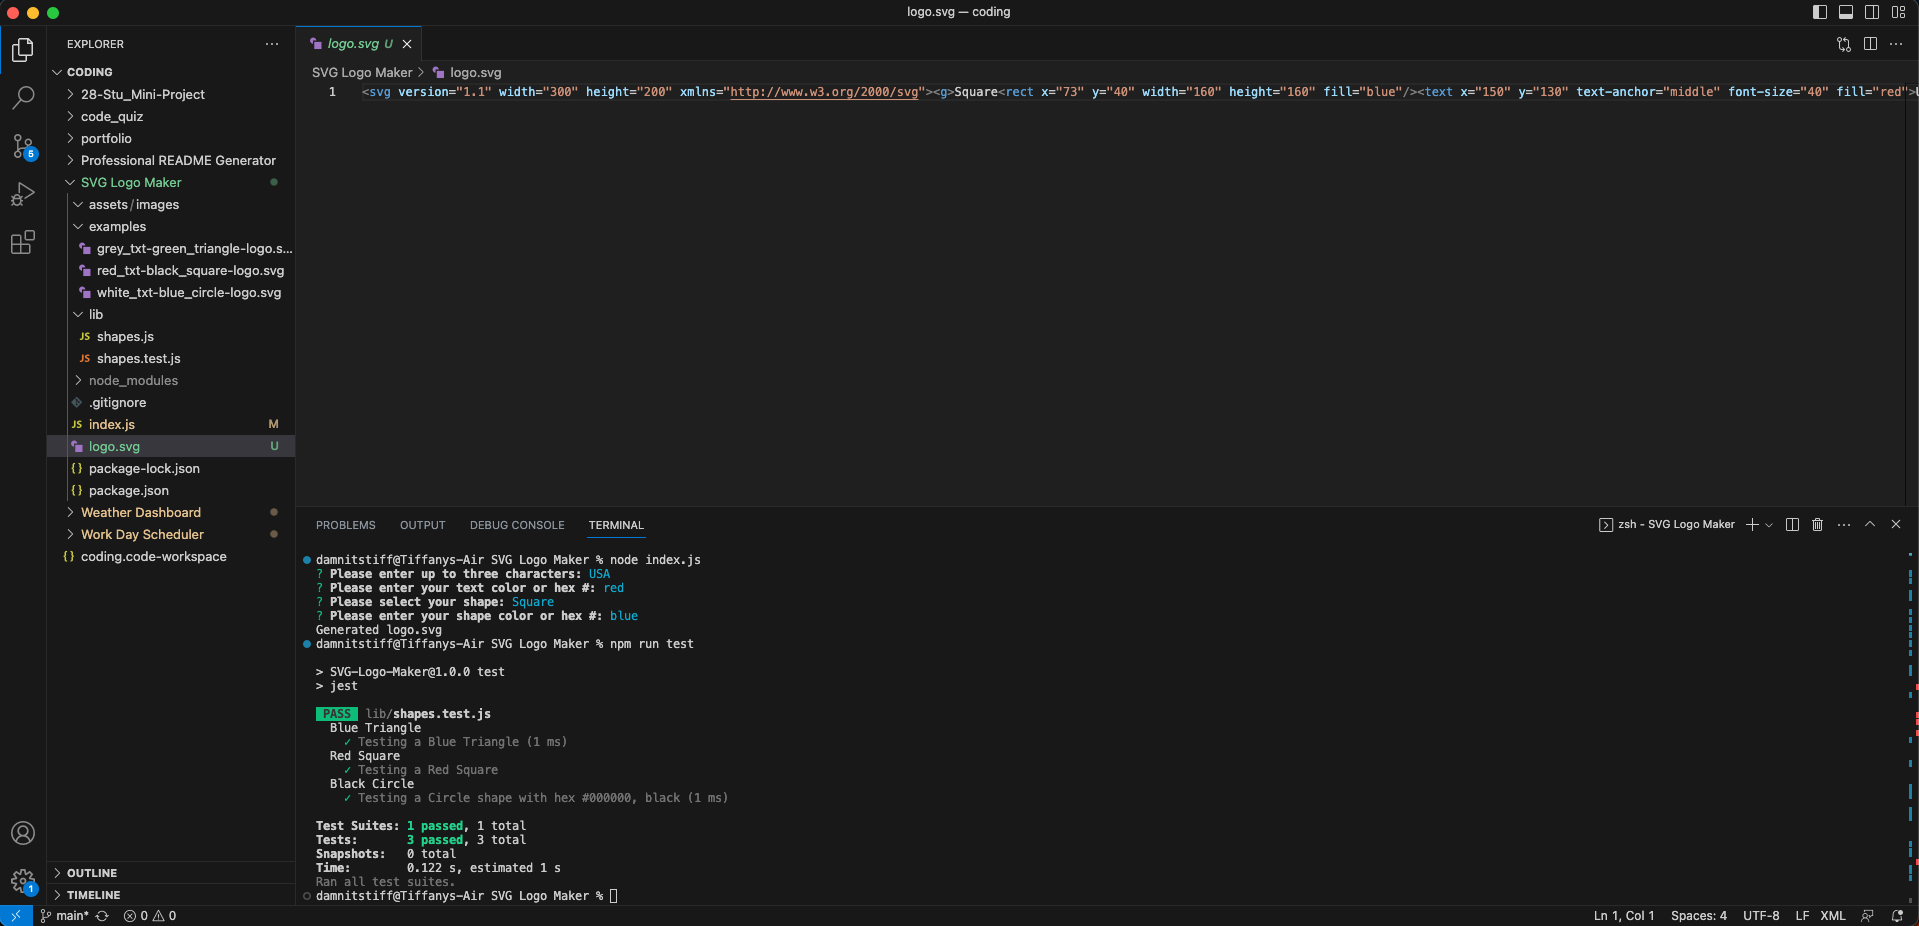 logo.svg — coding
EXPLORER
CODING
28-Stu_Mini-Project
code_quiz
portfolio
Professional README Generator
SVG Logo Maker
assets/images
examples
grey_txt-green_triangle-logo.s...
red_txt-black_square-logo.svg
white_txt-blue_circle-logo.svg
lib
JS shapes.js
JS shapes.test.js
node_modules
.gitignore
JS index.js M
logo.svg U
{} package-lock.json
{} package.json
Weather Dashboard
Work Day Scheduler
{} coding.code-workspace
OUTLINE
TIMELINE
5
1
logo.svg U
SVG Logo Maker > logo.svg
1 <svg version="1.1" width="300" height="200" xmlns="http://www.w3.org/2000/svg"><g>Square<rect x="73" y="40" width="160" height="160" fill="blue"/><text x="150" y="130" text-anchor="middle" font-size="40" fill="red">U
PROBLEMS OUTPUT DEBUG CONSOLE TERMINAL
zsh - SVG Logo Maker
damnitstiff@Tiffanys-Air SVG Logo Maker % node index.js
? Please enter up to three characters: USA
? Please enter your text color or hex #: red
? Please select your shape: Square
? Please enter your shape color or hex #: blue
Generated logo.svg
damnitstiff@Tiffanys-Air SVG Logo Maker % npm run test
> SVG-Logo-Maker@1.0.0 test
> jest
PASS lib/shapes.test.js
Blue Triangle
✓ Testing a Blue Triangle (1 ms)
Red Square
✓ Testing a Red Square
Black Circle
✓ Testing a Circle shape with hex #000000, black (1 ms)
Test Suites: 1 passed, 1 total
Tests: 3 passed, 3 total
Snapshots: 0 total
Time: 0.122 s, estimated 1 s
Ran all test suites.
damnitstiff@Tiffanys-Air SVG Logo Maker %
main* 0 0
Ln 1, Col 1 Spaces: 4 UTF-8 LF XML